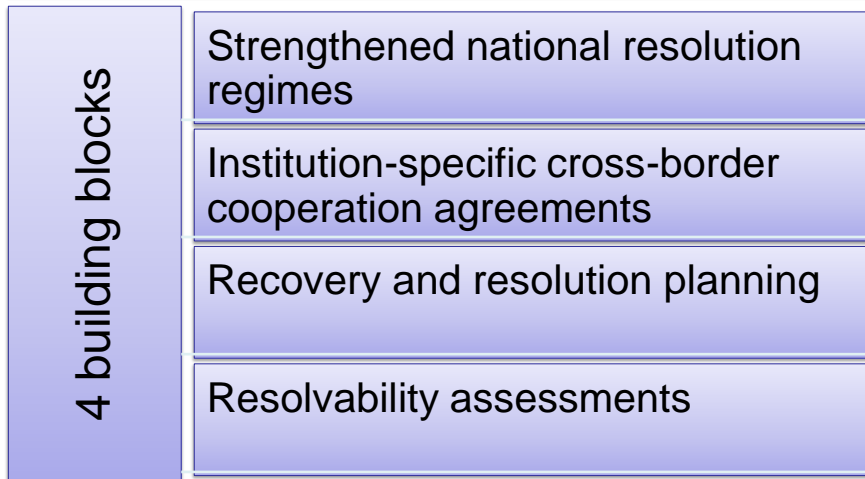 4 building blocks
Strengthened national resolution
regimes
Institution-specific cross-border
cooperation agreements
Recovery and resolution planning
Resolvability assessments